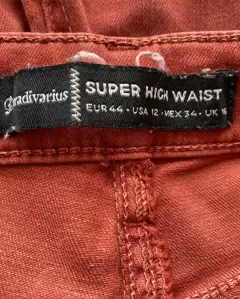 Stradivarius
SUPER HIGH WAIST
EUR 44 • USA 12 • MEX 34 • UK 16